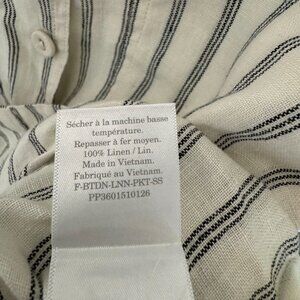 Sécher à la machine basse
température.
Repasser à fer moyen.
100% Linen / Lin.
Made in Vietnam.
Fabriqué au Vietnam.
F-BTDN-LNN-PKT-SS
PP3601510126